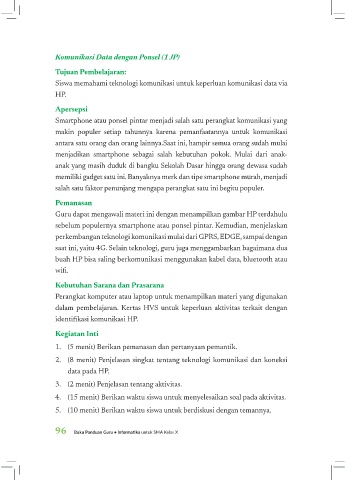 Komunikasi Data dengan Ponsel (1 JP)
Tujuan Pembelajaran:
Siswa memahami teknologi komunikasi untuk keperluan komunikasi data via
HP.
Apersepsi
Smartphone atau ponsel pintar menjadi salah satu perangkat komunikasi yang
makin populer setiap tahunnya karena pemanfaatannya untuk komunikasi
antara satu orang dan orang lainnya.Saat ini, hampir semua orang sudah mulai
menjadikan smartphone sebagai salah kebutuhan pokok. Mulai dari anak-
anak yang masih duduk di bangku Sekolah Dasar hingga orang dewasa sudah
memiliki gadget satu ini. Banyaknya merk dan tipe smartphone murah, menjadi
salah satu faktor penunjang mengapa perangkat satu ini begitu populer.
Pemanasan
Guru dapat mengawali materi ini dengan menampilkan gambar HP terdahulu
sebelum populernya smartphone atau ponsel pintar. Kemudian, menjelaskan
perkembangan teknologi komunikasi mulai dari GPRS, EDGE, sampai dengan
saat ini, yaitu 4G. Selain teknologi, guru juga menggambarkan bagaimana dua
buah HP bisa saling berkomunikasi menggunakan kabel data, bluetooth atau
wifi.
Kebutuhan Sarana dan Prasarana
Perangkat komputer atau laptop untuk menampilkan materi yang digunakan
dalam pembelajaran. Kertas HVS untuk keperluan aktivitas terkait dengan
identifikasi komunikasi HP.
Kegiatan Inti
1. (5 menit) Berikan pemanasan dan pertanyaan pemantik.
2. (8 menit) Penjelasan singkat tentang teknologi komunikasi dan koneksi
data pada HP.
3. (2 menit) Penjelasan tentang aktivitas.
4. (15 menit) Berikan waktu siswa untuk menyelesaikan soal pada aktivitas.
5. (10 menit) Berikan waktu siswa untuk berdiskusi dengan temannya.
96 Buku Panduan Guru • Informatika untuk SMA Kelas X